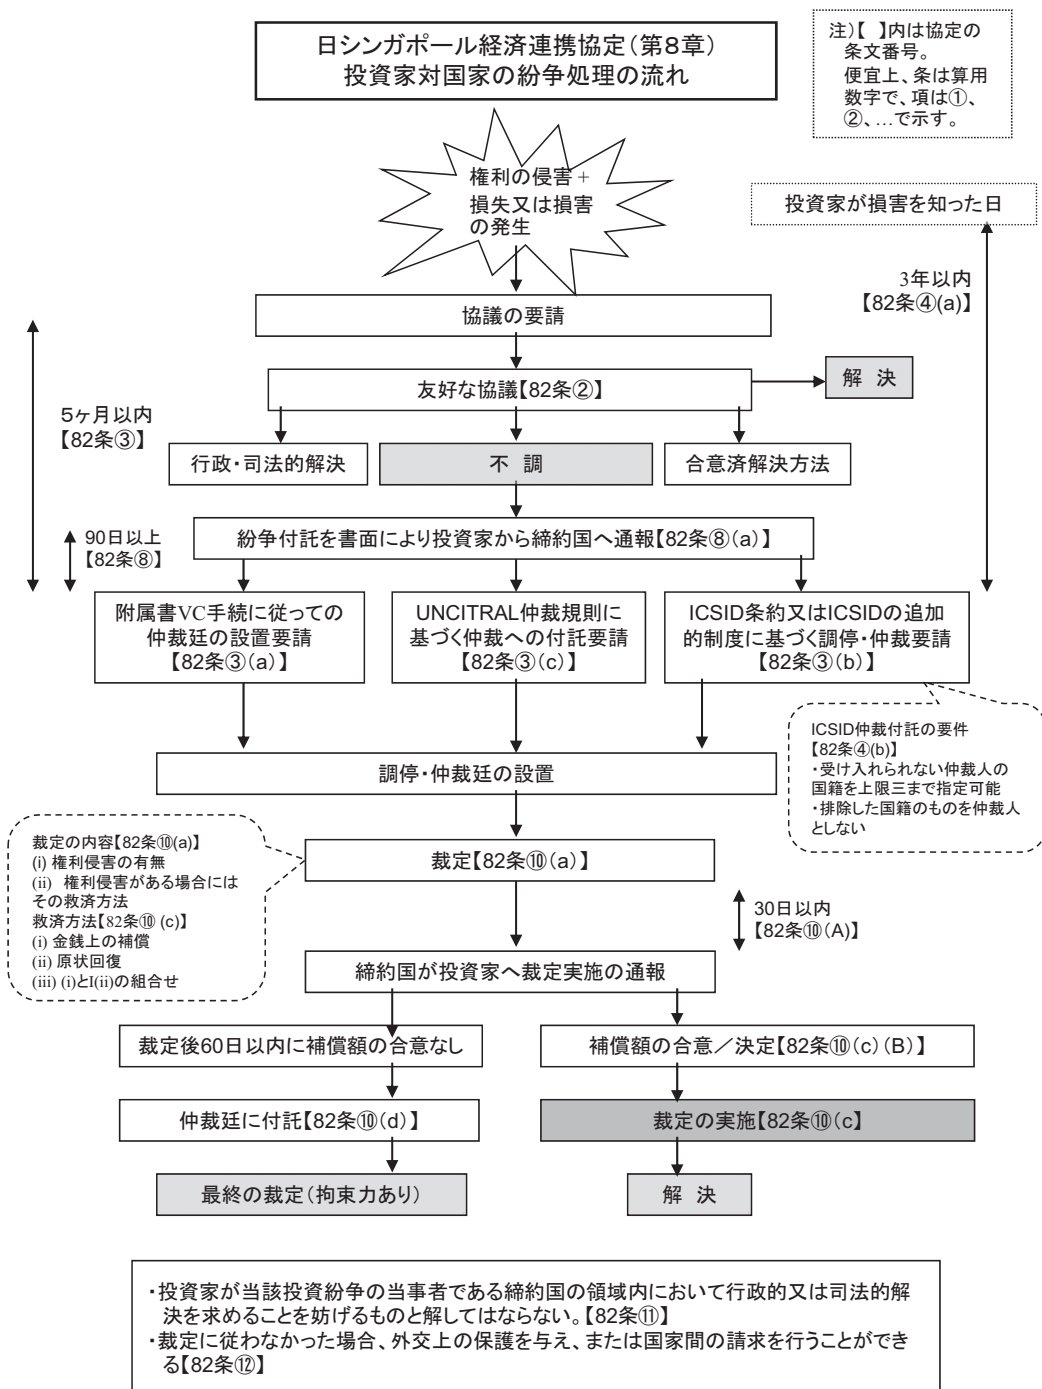 日シンガポール経済連携協定(第8章)
投資家対国家の紛争処理の流れ
注)【 】内は協定の
条文番号。
便宜上、条は算用
数字で、項は①、
②、…で示す。
権利の侵害+
損失又は損害
の発生
投資家が損害を知った日
3年以内
【82条④(a)】
協議の要請
友好な協議【82条②】
解 決
5ヶ月以内
【82条③】
行政・司法的解決
不 調
合意済解決方法
90日以上
【82条⑧】
紛争付託を書面により投資家から締約国へ通報【82条⑧(a)】
附属書VC手続に従っての
仲裁廷の設置要請
【82条③(a)】
UNCITRAL仲裁規則に
基づく仲裁への付託要請
【82条③(c)】
ICSID条約又はICSIDの追加
的制度に基づく調停・仲裁要請
【82条③(b)】
ICSID仲裁付託の要件
【82条④(b)】
・受け入れられない仲裁人の
国籍を上限三まで指定可能
・排除した国籍のものを仲裁人
としない
調停・仲裁廷の設置
裁定の内容【82条⑩(a)】
(i) 権利侵害の有無
(ii) 権利侵害がある場合には
その救済方法
救済方法【82条⑩ (c)】
(i) 金銭上の補償
(ii) 原状回復
(iii) (i)とI(ii)の組合せ
裁定【82条⑩(a)】
30日以内
【82条⑩(A)】
締約国が投資家へ裁定実施の通報
裁定後60日以内に補償額の合意なし
補償額の合意/決定【82条⑩(c)(B)】
仲裁廷に付託【82条⑩(d)】
裁定の実施【82条⑩(c】
最終の裁定(拘束力あり)
解 決
・投資家が当該投資紛争の当事者である締約国の領域内において行政的又は司法的解
決を求めることを妨げるものと解してはならない。【82条⑪】
・裁定に従わなかった場合、外交上の保護を与え、または国家間の請求を行うことができ
る【82条⑫】